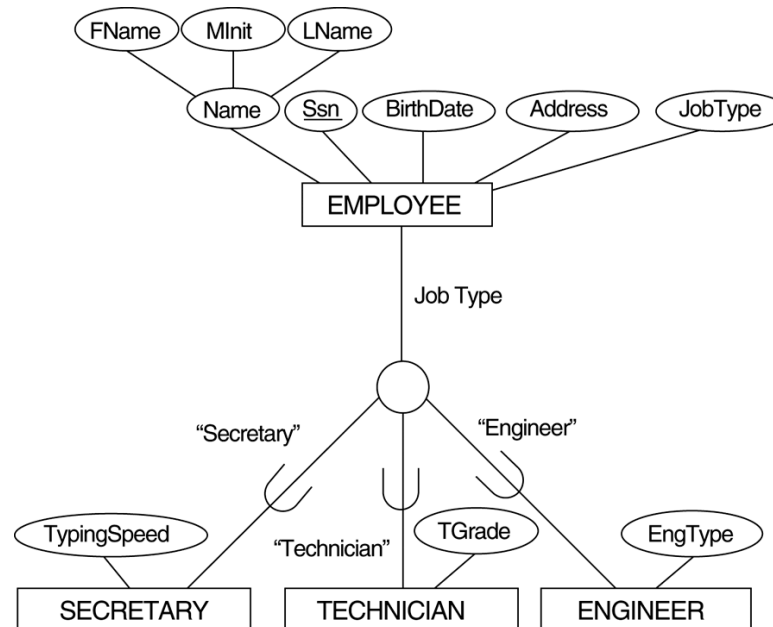 FName MInit LName
Name Ssn BirthDate Address JobType
EMPLOYEE
Job Type
“Secretary” “Engineer”
“Technician”
TypingSpeed TGrade EngType
SECRETARY TECHNICIAN ENGINEER